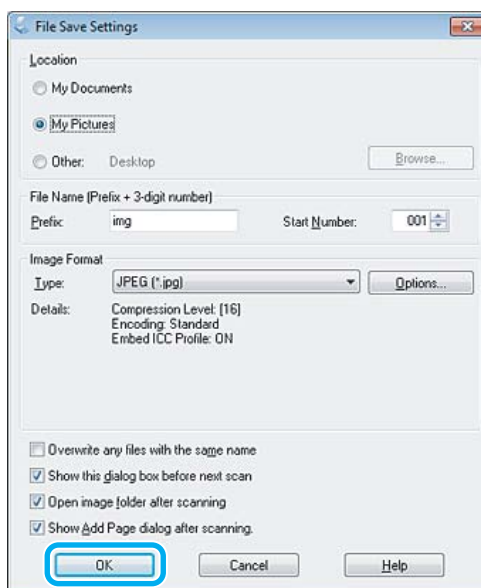 File Save Settings
Location
My Documents
My Pictures
Other: Desktop Browse...
File Name (Prefix + 3-digit number)
Prefix: img Start Number: 001
Image Format
Type: JPEG (*.jpg) Options...
Details: Compression Level: [16]
Encoding: Standard
Embed ICC Profile: ON
Overwrite any files with the same name
Show this dialog box before next scan
Open image folder after scanning
Show Add Page dialog after scanning.
OK Cancel Help